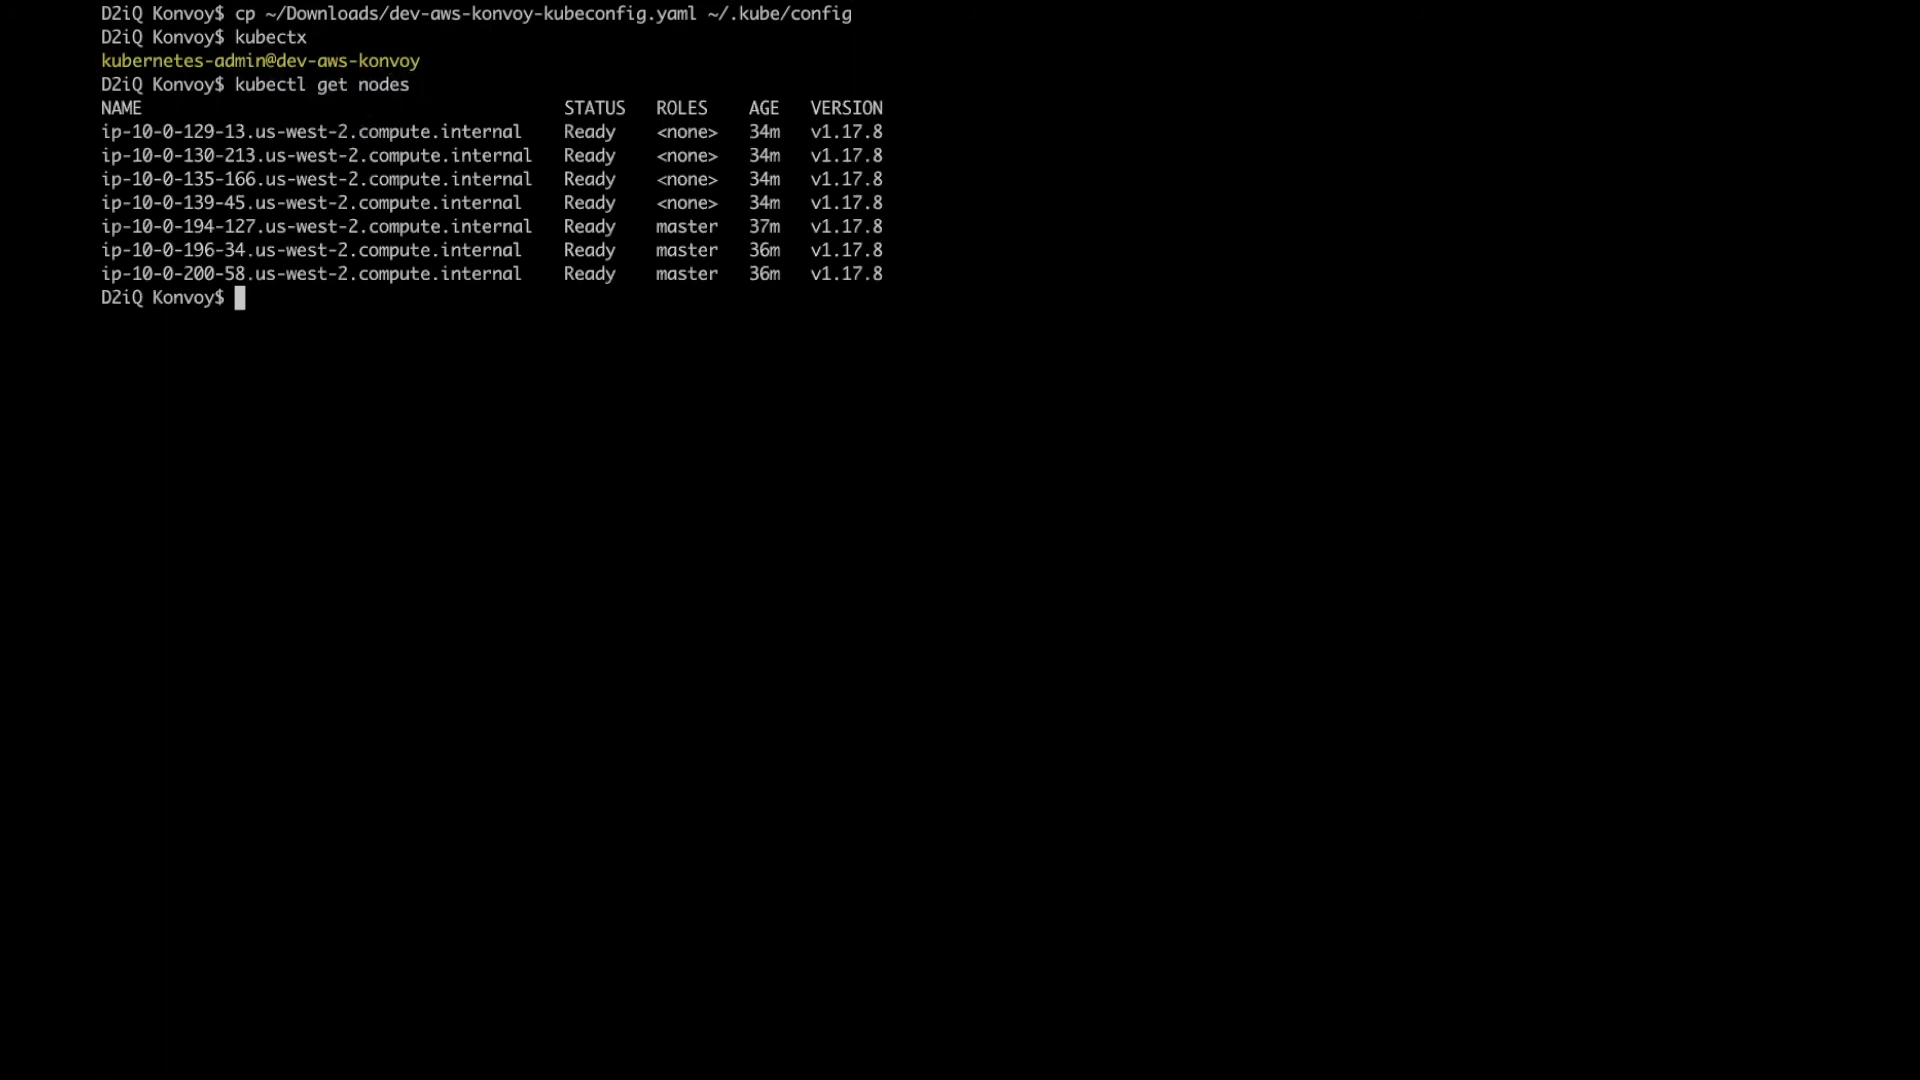 D2iQ Konvoy$ cp ~/Downloads/dev-aws-konvoy-kubeconfig.yaml ~/.kube/config
D2iQ Konvoy$ kubectx
kubernetes-admin@dev-aws-konvoy
D2iQ Konvoy$ kubectl get nodes
NAME STATUS ROLES AGE VERSION
ip-10-0-129-13.us-west-2.compute.internal Ready <none> 34m v1.17.8
ip-10-0-130-213.us-west-2.compute.internal Ready <none> 34m v1.17.8
ip-10-0-135-166.us-west-2.compute.internal Ready <none> 34m v1.17.8
ip-10-0-139-45.us-west-2.compute.internal Ready <none> 34m v1.17.8
ip-10-0-194-127.us-west-2.compute.internal Ready master 37m v1.17.8
ip-10-0-196-34.us-west-2.compute.internal Ready master 36m v1.17.8
ip-10-0-200-58.us-west-2.compute.internal Ready master 36m v1.17.8
D2iQ Konvoy$